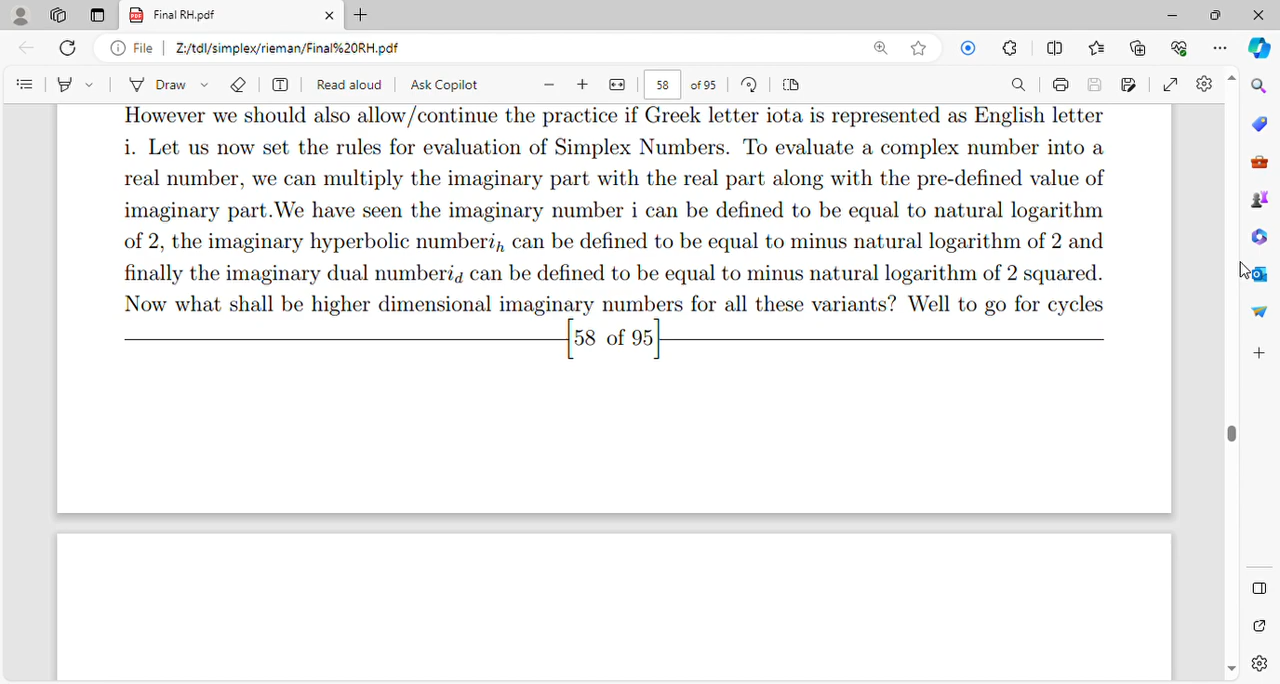 Final RH.pdf
File | Z:/tdl/simplex/rieman/Final%20RH.pdf
Draw Read aloud Ask Copilot 58 of 95
However we should also allow/continue the practice if Greek letter iota is represented as English letter
i. Let us now set the rules for evaluation of Simplex Numbers. To evaluate a complex number into a
real number, we can multiply the imaginary part with the real part along with the pre-defined value of
imaginary part.We have seen the imaginary number i can be defined to be equal to natural logarithm
of 2, the imaginary hyperbolic numberi_h can be defined to be equal to minus natural logarithm of 2 and
finally the imaginary dual numberi_d can be defined to be equal to minus natural logarithm of 2 squared.
Now what shall be higher dimensional imaginary numbers for all these variants? Well to go for cycles
[58 of 95]